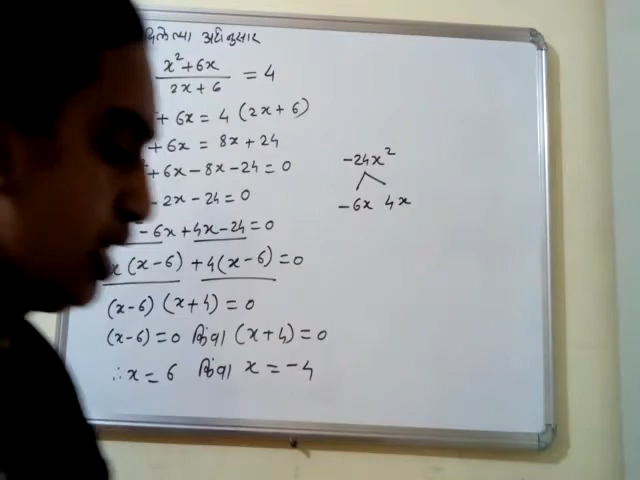 दिलेल्या अटीनुसार
x²+6x / 2x+6 = 4
+ 6x = 4 (2x+6)
+6x = 8x+24
+6x-8x-24=0
-2x-24=0
-6x+4x-24=0
x(x-6)+4(x-6)=0
(x-6)(x+4)=0
(x-6)=0 किंवा (x+4)=0
∴x=6 किंवा x=-4
-24x²
-6x 4x